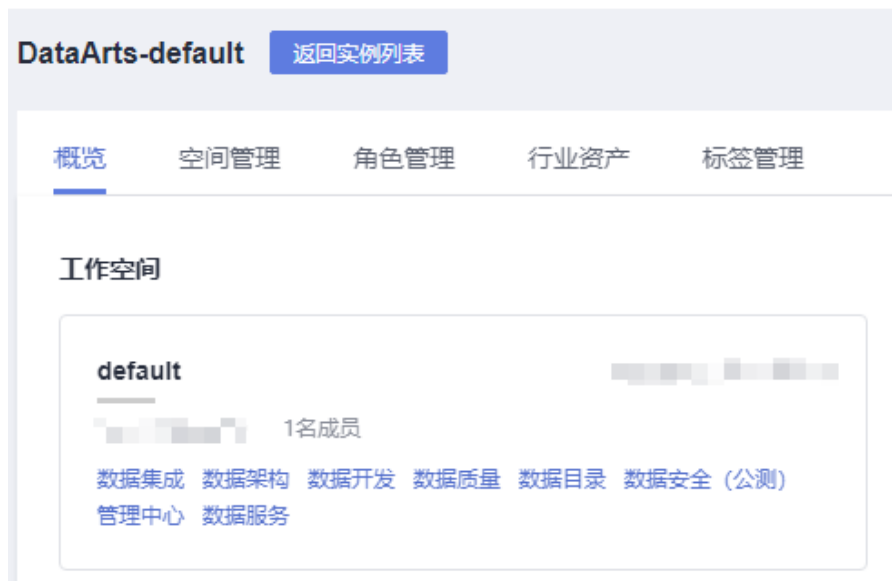 DataArts-default 返回实例列表
概览 空间管理 角色管理 行业资产 标签管理
工作空间
default
1名成员
数据集成 数据架构 数据开发 数据质量 数据目录 数据安全（公测）
管理中心 数据服务